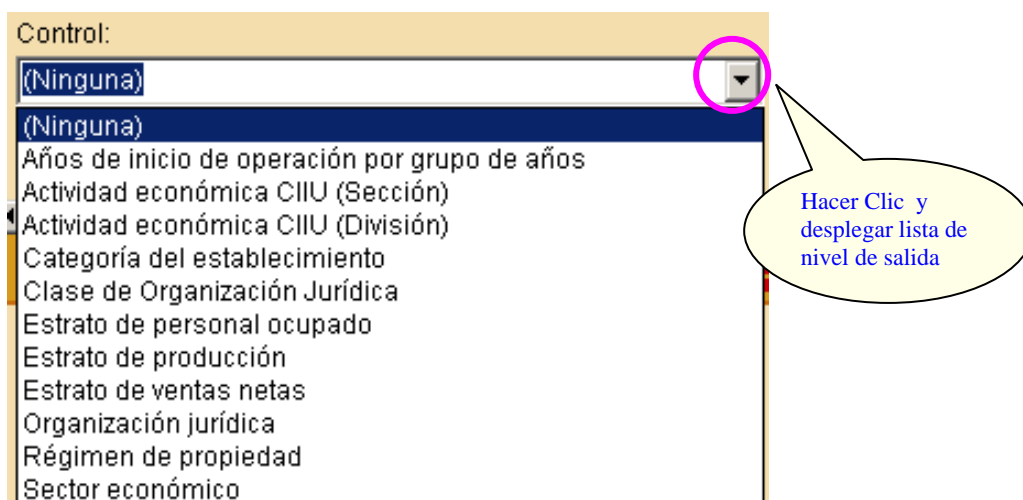 Control:
(Ninguna)
(Ninguna)
Años de inicio de operación por grupo de años
Actividad económica CIIU (Sección)
Actividad económica CIIU (División)
Categoría del establecimiento
Clase de Organización Jurídica
Estrato de personal ocupado
Estrato de producción
Estrato de ventas netas
Organización jurídica
Régimen de propiedad
Sector económico
Hacer Clic y
desplegar lista de
nivel de salida